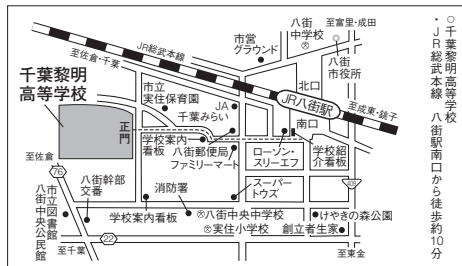 ○千葉黎明高等学校
・JR総武本線 八街駅南口から徒歩約10分
至富里・成田
八街中学校
文
市営グラウンド
八街市役所
JR総武本線
至佐倉・千葉
北口
JR八街駅
至成東・銚子
南口
千葉黎明高等学校
市立実住保育園
JA千葉みらい
正門
学校案内看板
八街郵便局
ファミリーマート
ローソン・スリーエフ
学校紹介看板
至佐倉
76
八街幹部交番
消防署
スーパートウズ
409
市立図書館
八街中央公民館
学校案内看板
文八街中央中学校
文実住小学校
けやきの森公園
創立者生家
22
至千葉
至東金